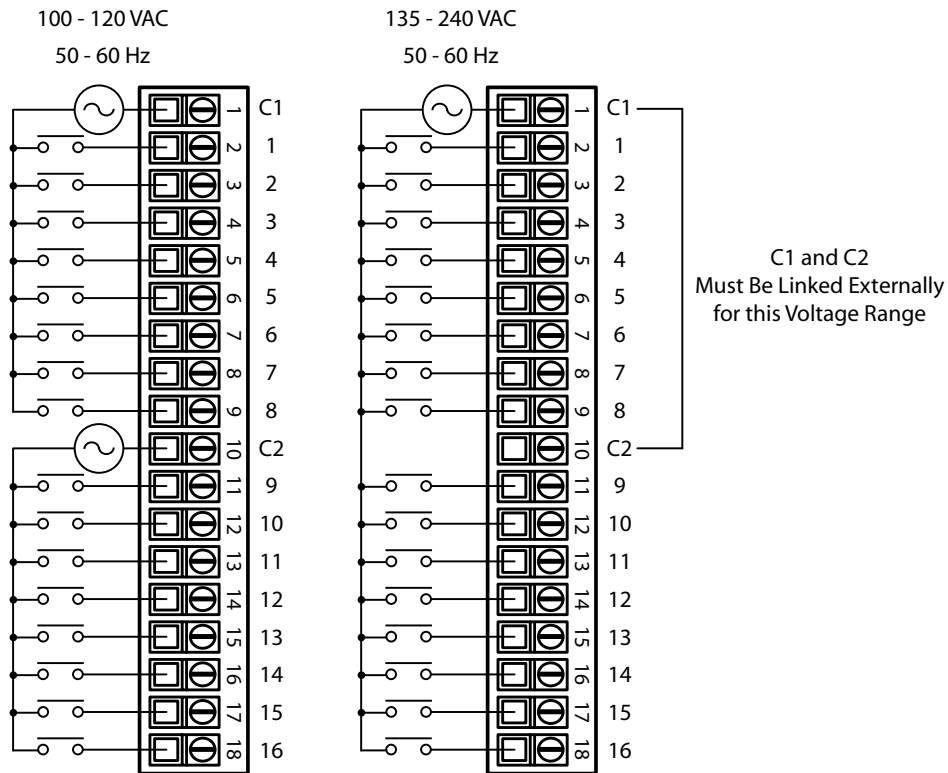 100 - 120 VAC
50 - 60 Hz
1 C1
2 1
3 2
4 3
5 4
6 5
7 6
8 7
9 8
10 C2
11 9
12 10
13 11
14 12
15 13
16 14
17 15
18 16
135 - 240 VAC
50 - 60 Hz
1 C1
2 1
3 2
4 3
5 4
6 5
7 6
8 7
9 8
10 C2
11 9
12 10
13 11
14 12
15 13
16 14
17 15
18 16
C1 and C2
Must Be Linked Externally
for this Voltage Range